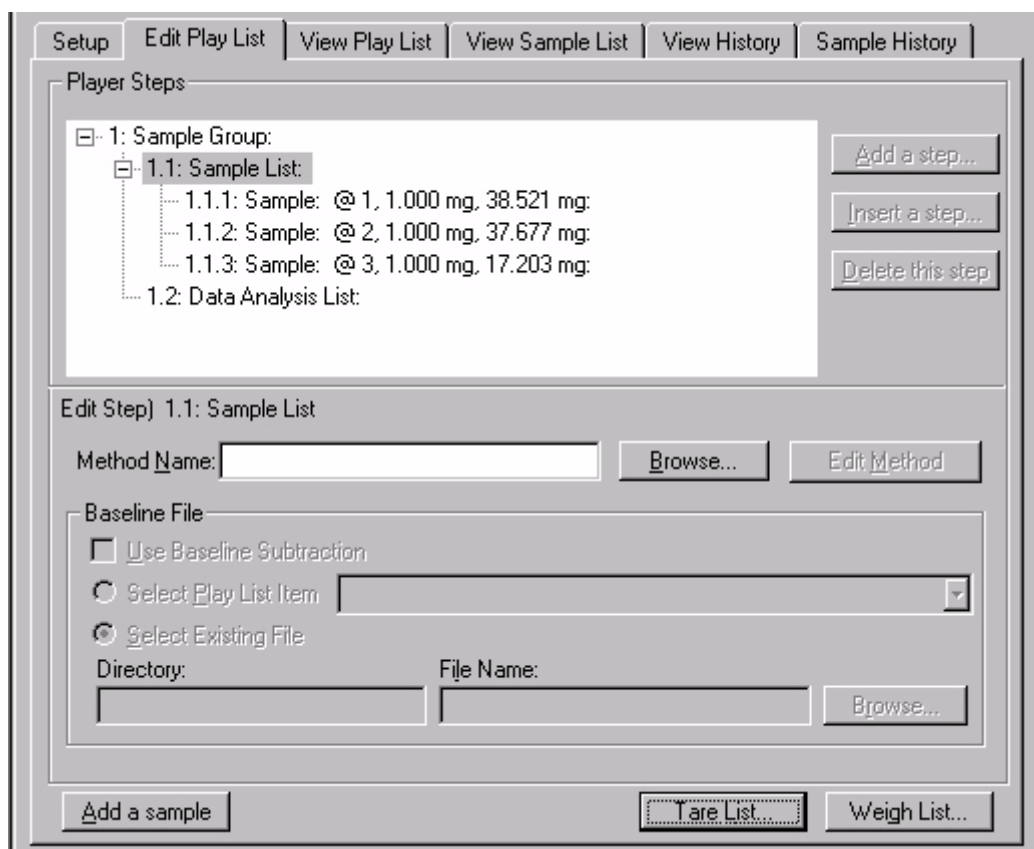 Setup Edit Play List View Play List View Sample List View History Sample History
Player Steps
1: Sample Group:
1.1: Sample List:
1.1.1: Sample: @ 1, 1.000 mg, 38.521 mg:
1.1.2: Sample: @ 2, 1.000 mg, 37.677 mg:
1.1.3: Sample: @ 3, 1.000 mg, 17.203 mg:
1.2: Data Analysis List:
Add a step...
Insert a step...
Delete this step
Edit Step) 1.1: Sample List
Method Name: Browse... Edit Method
Baseline File
Use Baseline Subtraction
Select Play List Item
Select Existing File
Directory: File Name:
Browse...
Add a sample Tare List... Weigh List...